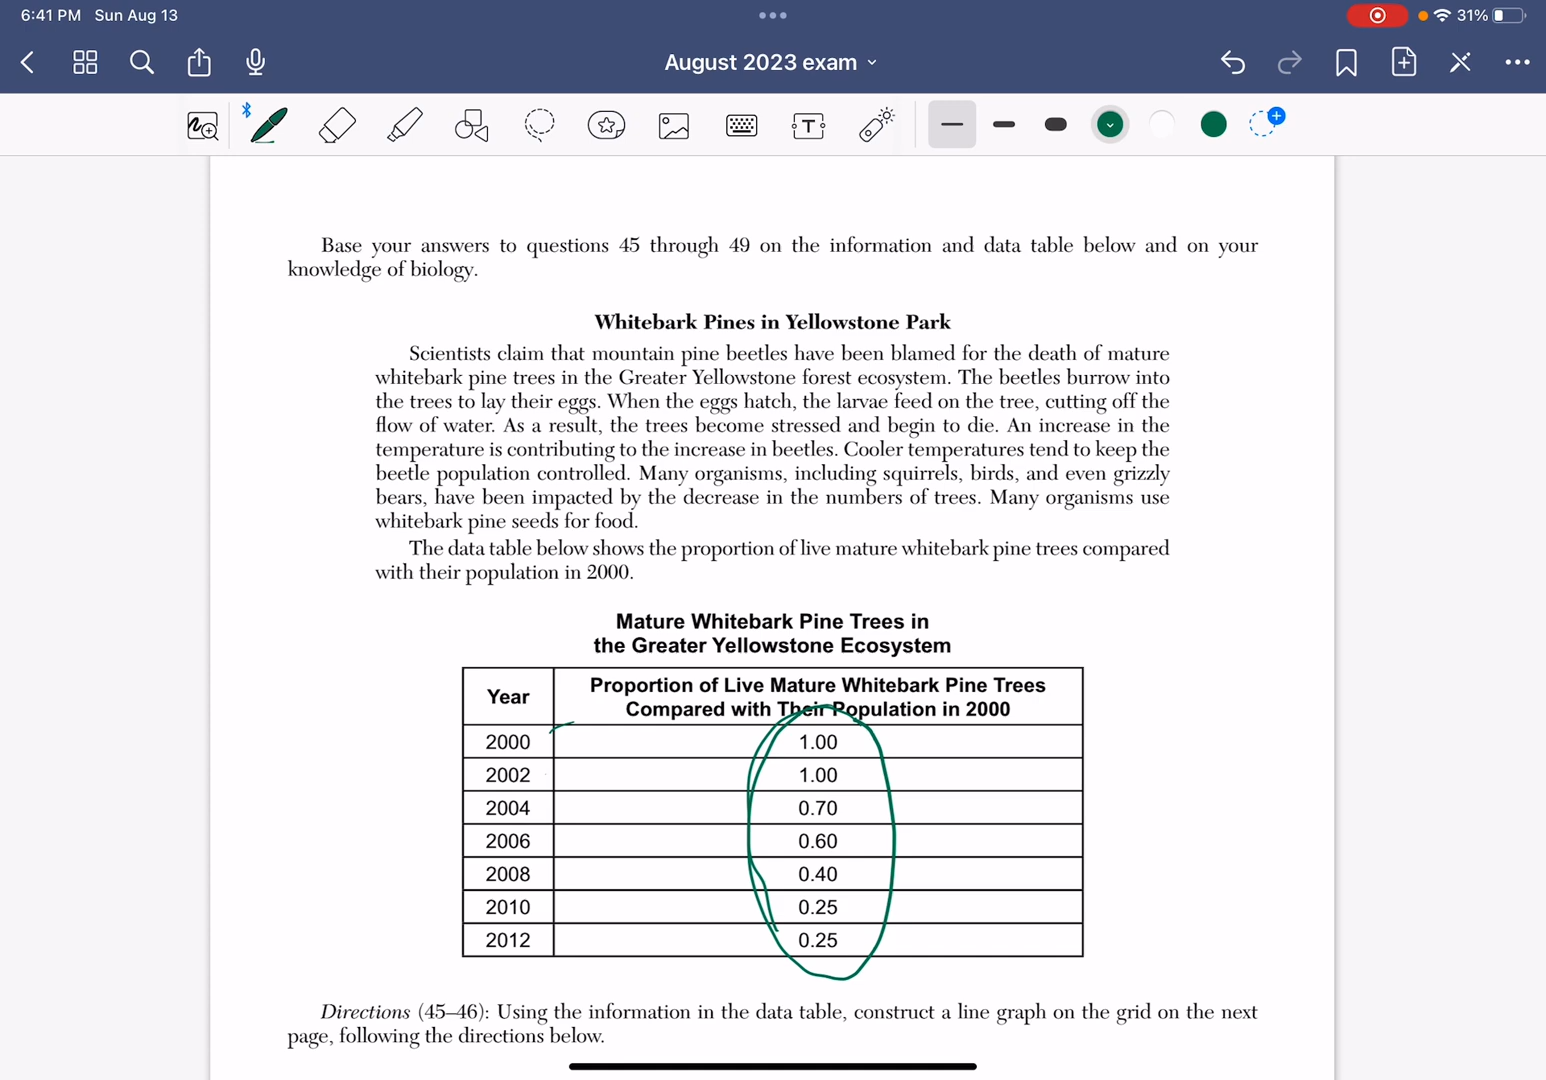 6:41 PM Sun Aug 13
31%
August 2023 exam
T
Base your answers to questions 45 through 49 on the information and data table below and on your
knowledge of biology.
Whitebark Pines in Yellowstone Park
Scientists claim that mountain pine beetles have been blamed for the death of mature
whitebark pine trees in the Greater Yellowstone forest ecosystem. The beetles burrow into
the trees to lay their eggs. When the eggs hatch, the larvae feed on the tree, cutting off the
flow of water. As a result, the trees become stressed and begin to die. An increase in the
temperature is contributing to the increase in beetles. Cooler temperatures tend to keep the
beetle population controlled. Many organisms, including squirrels, birds, and even grizzly
bears, have been impacted by the decrease in the numbers of trees. Many organisms use
whitebark pine seeds for food.
The data table below shows the proportion of live mature whitebark pine trees compared
with their population in 2000.
Mature Whitebark Pine Trees in
the Greater Yellowstone Ecosystem
Year
Proportion of Live Mature Whitebark Pine Trees
Compared with Their Population in 2000
2000 1.00
2002 1.00
2004 0.70
2006 0.60
2008 0.40
2010 0.25
2012 0.25
Directions (45–46): Using the information in the data table, construct a line graph on the grid on the next
page, following the directions below.